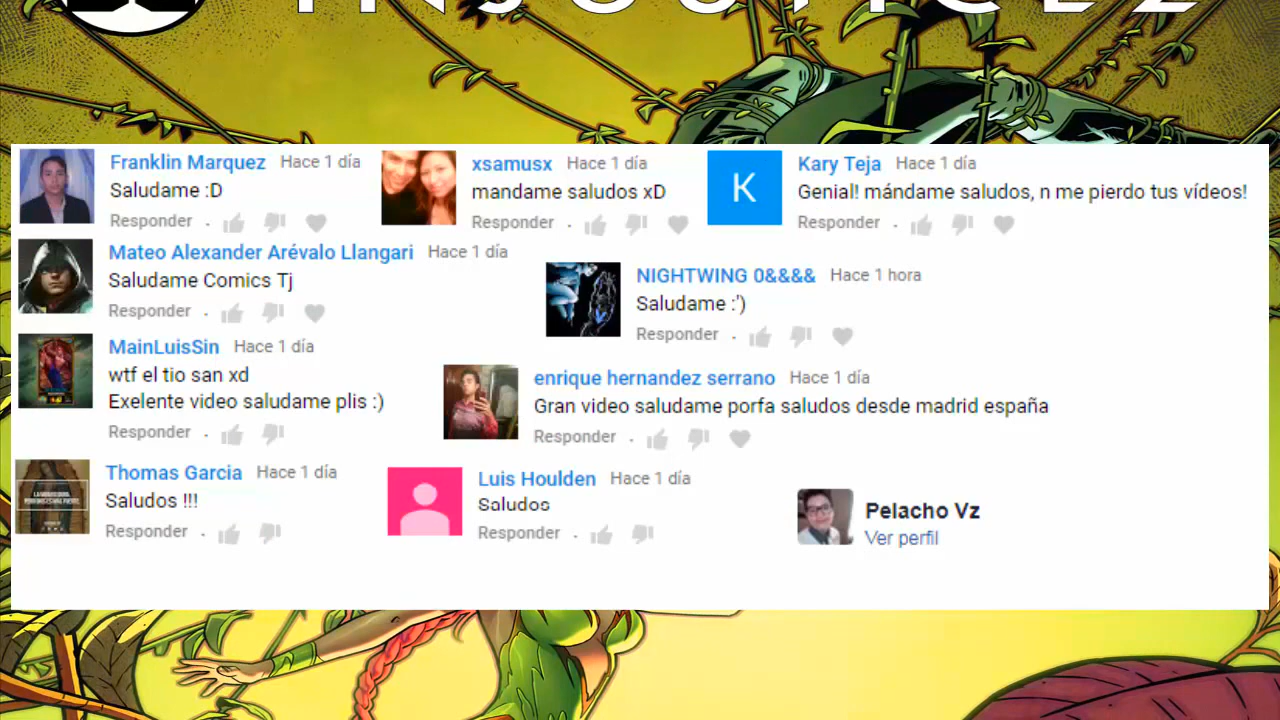 INJUSTICE2
Franklin Marquez Hace 1 día
Saludame :D
Responder
xsamusx Hace 1 día
mandame saludos xD
Responder
K
Kary Teja Hace 1 día
Genial! mándame saludos, n me pierdo tus vídeos!
Responder
Mateo Alexander Arévalo Llangari Hace 1 día
Saludame Comics Tj
Responder
NIGHTWING 0&&&& Hace 1 hora
Saludame :')
Responder
MainLuisSin Hace 1 día
wtf el tio san xd
Exelente video saludame plis :)
Responder
enrique hernandez serrano Hace 1 día
Gran video saludame porfa saludos desde madrid españa
Responder
Thomas Garcia Hace 1 día
Saludos !!!
Responder
Luis Houlden Hace 1 día
Saludos
Responder
Pelacho Vz
Ver perfil